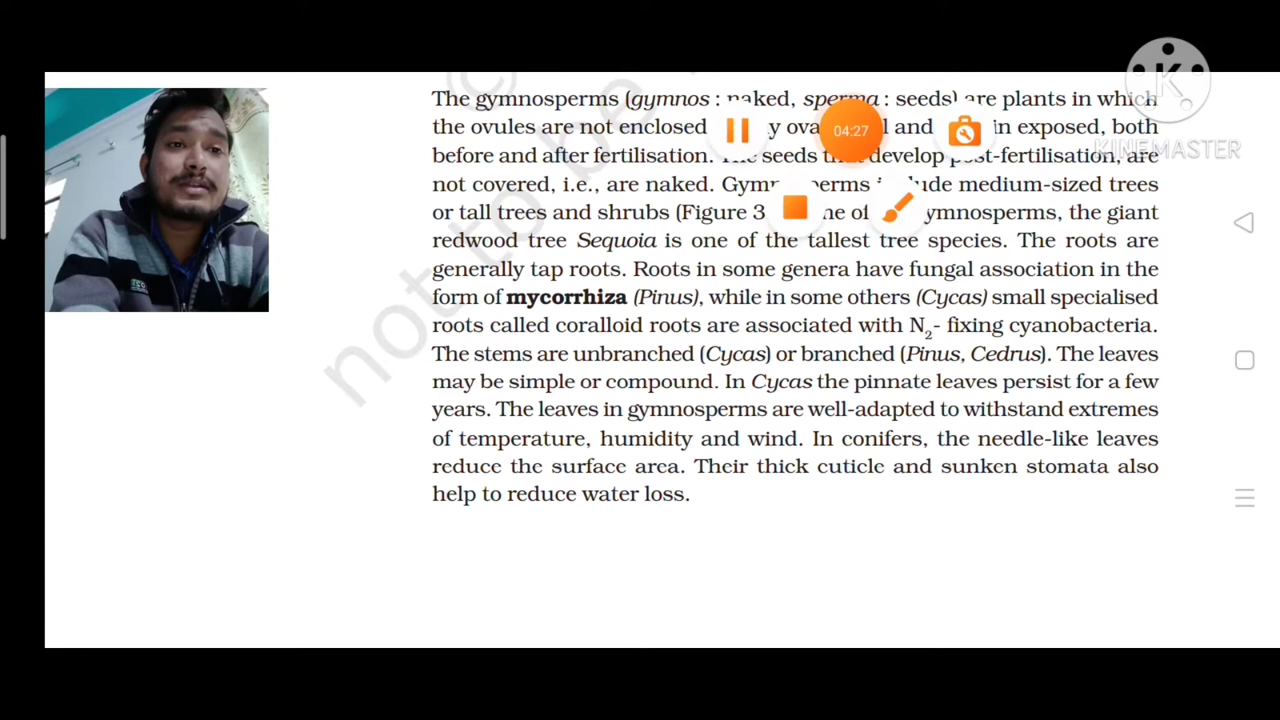 The gymnosperms (gymnos : naked, sperma : seeds) are plants in which
the ovules are not enclosed y ova l and in exposed, both
before and after fertilisation. The seeds that develop post-fertilisation, are
not covered, i.e., are naked. Gymnosperms include medium-sized trees
or tall trees and shrubs (Figure 3 ne of ymnosperms, the giant
redwood tree Sequoia is one of the tallest tree species. The roots are
generally tap roots. Roots in some genera have fungal association in the
form of mycorrhiza (Pinus), while in some others (Cycas) small specialised
roots called coralloid roots are associated with N2- fixing cyanobacteria.
The stems are unbranched (Cycas) or branched (Pinus, Cedrus). The leaves
may be simple or compound. In Cycas the pinnate leaves persist for a few
years. The leaves in gymnosperms are well-adapted to withstand extremes
of temperature, humidity and wind. In conifers, the needle-like leaves
reduce the surface area. Their thick cuticle and sunken stomata also
help to reduce water loss.
04:27
K
KINEMASTER
©
not to be